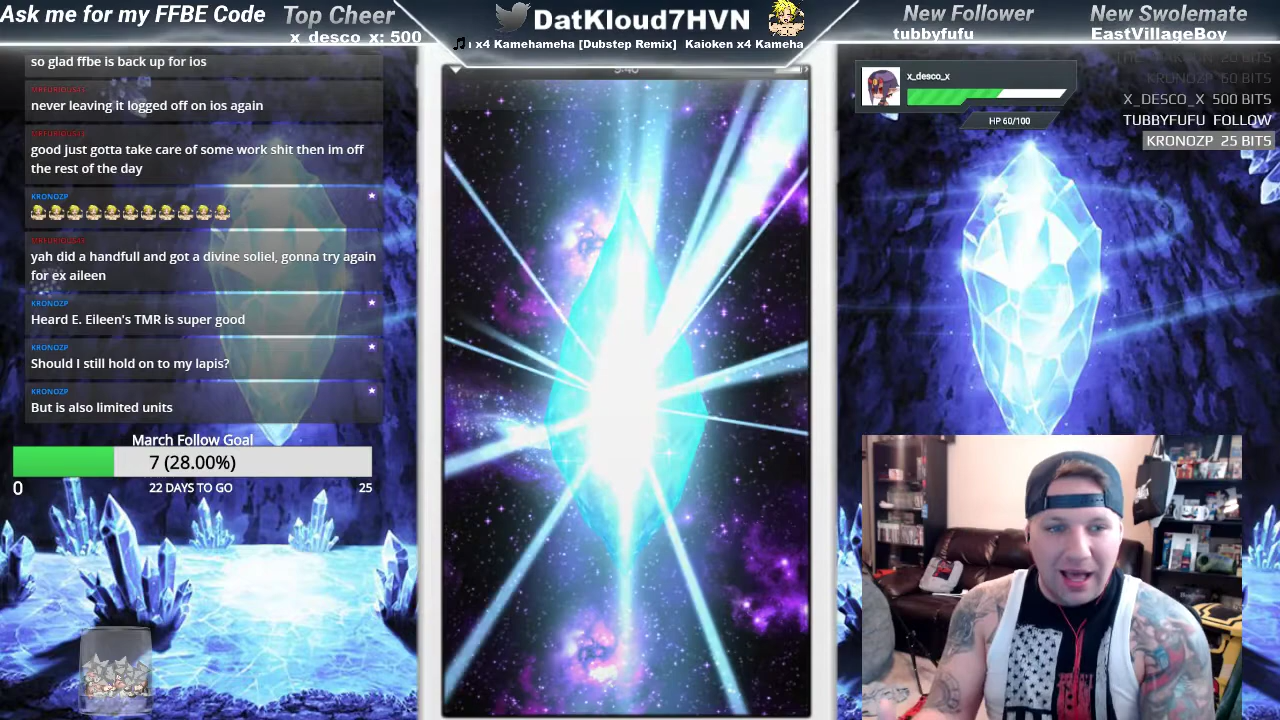 Ask me for my FFBE Code
Top Cheer
x_desco_x: 500
DatKloud7HVN
x4 Kamehameha [Dubstep Remix] Kaioken x4 Kameha
New Follower
tubbyfufu
New Swolemate
EastVillageBoy
so glad ffbe is back up for ios
never leaving it logged off on ios again
good just gotta take care of some work shit then im off
the rest of the day
KRONOZP
yah did a handfull and got a divine soliel, gonna try again
for ex aileen
KRONOZP
Heard E. Eileen's TMR is super good
KRONOZP
Should I still hold on to my lapis?
KRONOZP
But is also limited units
March Follow Goal
7 (28.00%)
0
22 DAYS TO GO
25
x_desco_x
HP 60/100
KRONOZP 60 BITS
X_DESCO_X 500 BITS
TUBBYFUFU FOLLOW
KRONOZP 25 BITS